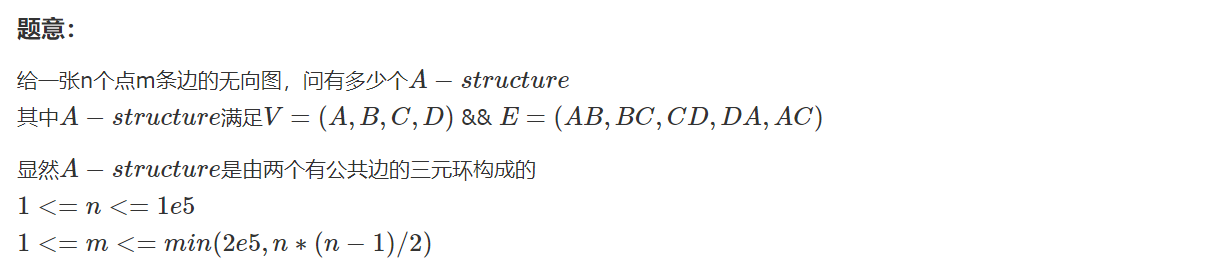 题意：
给一张n个点m条边的无向图，问有多少个A − structure
其中A − structure满足V = (A, B, C, D) && E = (AB, BC, CD, DA, AC)
显然A − structure是由两个有公共边的三元环构成的
1 <= n <= 1e5
1 <= m <= min(2e5, n ∗ (n − 1)/2)